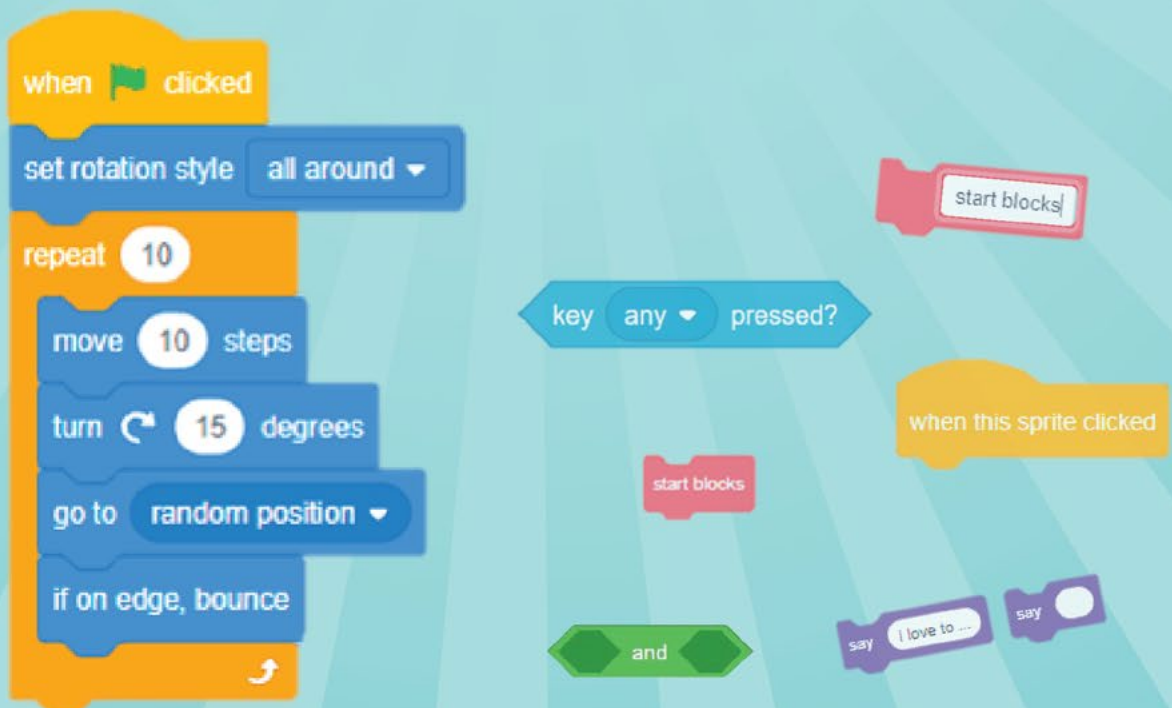 when clicked
set rotation style all around
repeat 10
move 10 steps
turn 15 degrees
go to random position
if on edge, bounce
start blocks
key any pressed?
when this sprite clicked
start blocks
and
say I love to ...
say